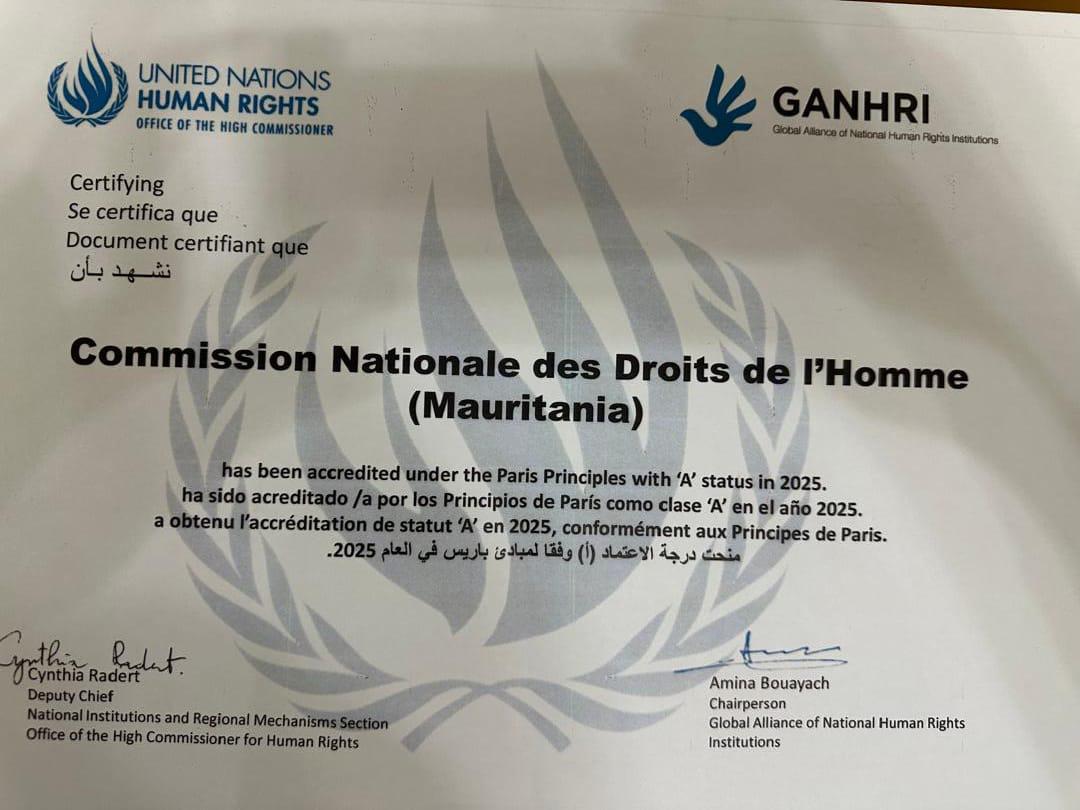 UNITED NATIONS
HUMAN RIGHTS
OFFICE OF THE HIGH COMMISSIONER
GANHRI
Global Alliance of National Human Rights Institutions
Certifying
Se certifica que
Document certifiant que
نشهد بأن
Commission Nationale des Droits de l’Homme
(Mauritania)
has been accredited under the Paris Principles with ‘A’ status in 2025.
ha sido acreditado /a por los Principios de París como clase ‘A’ en el año 2025.
a obtenu l’accréditation de statut ‘A’ en 2025, conformément aux Principes de Paris.
منحت درجة الاعتماد (أ) وفقا لمبادئ باريس في العام 2025.
Cynthia Radert
Cynthia Radert
Deputy Chief
National Institutions and Regional Mechanisms Section
Office of the High Commissioner for Human Rights
Amina Bouayach
Chairperson
Global Alliance of National Human Rights
Institutions